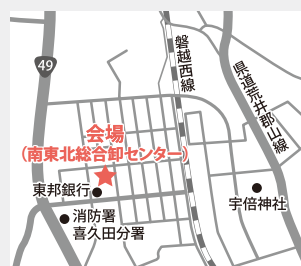 49
磐越西線
県道荒井郡山線
会場
（南東北総合卸センター）
東邦銀行
宇倍神社
消防署
喜久田分署